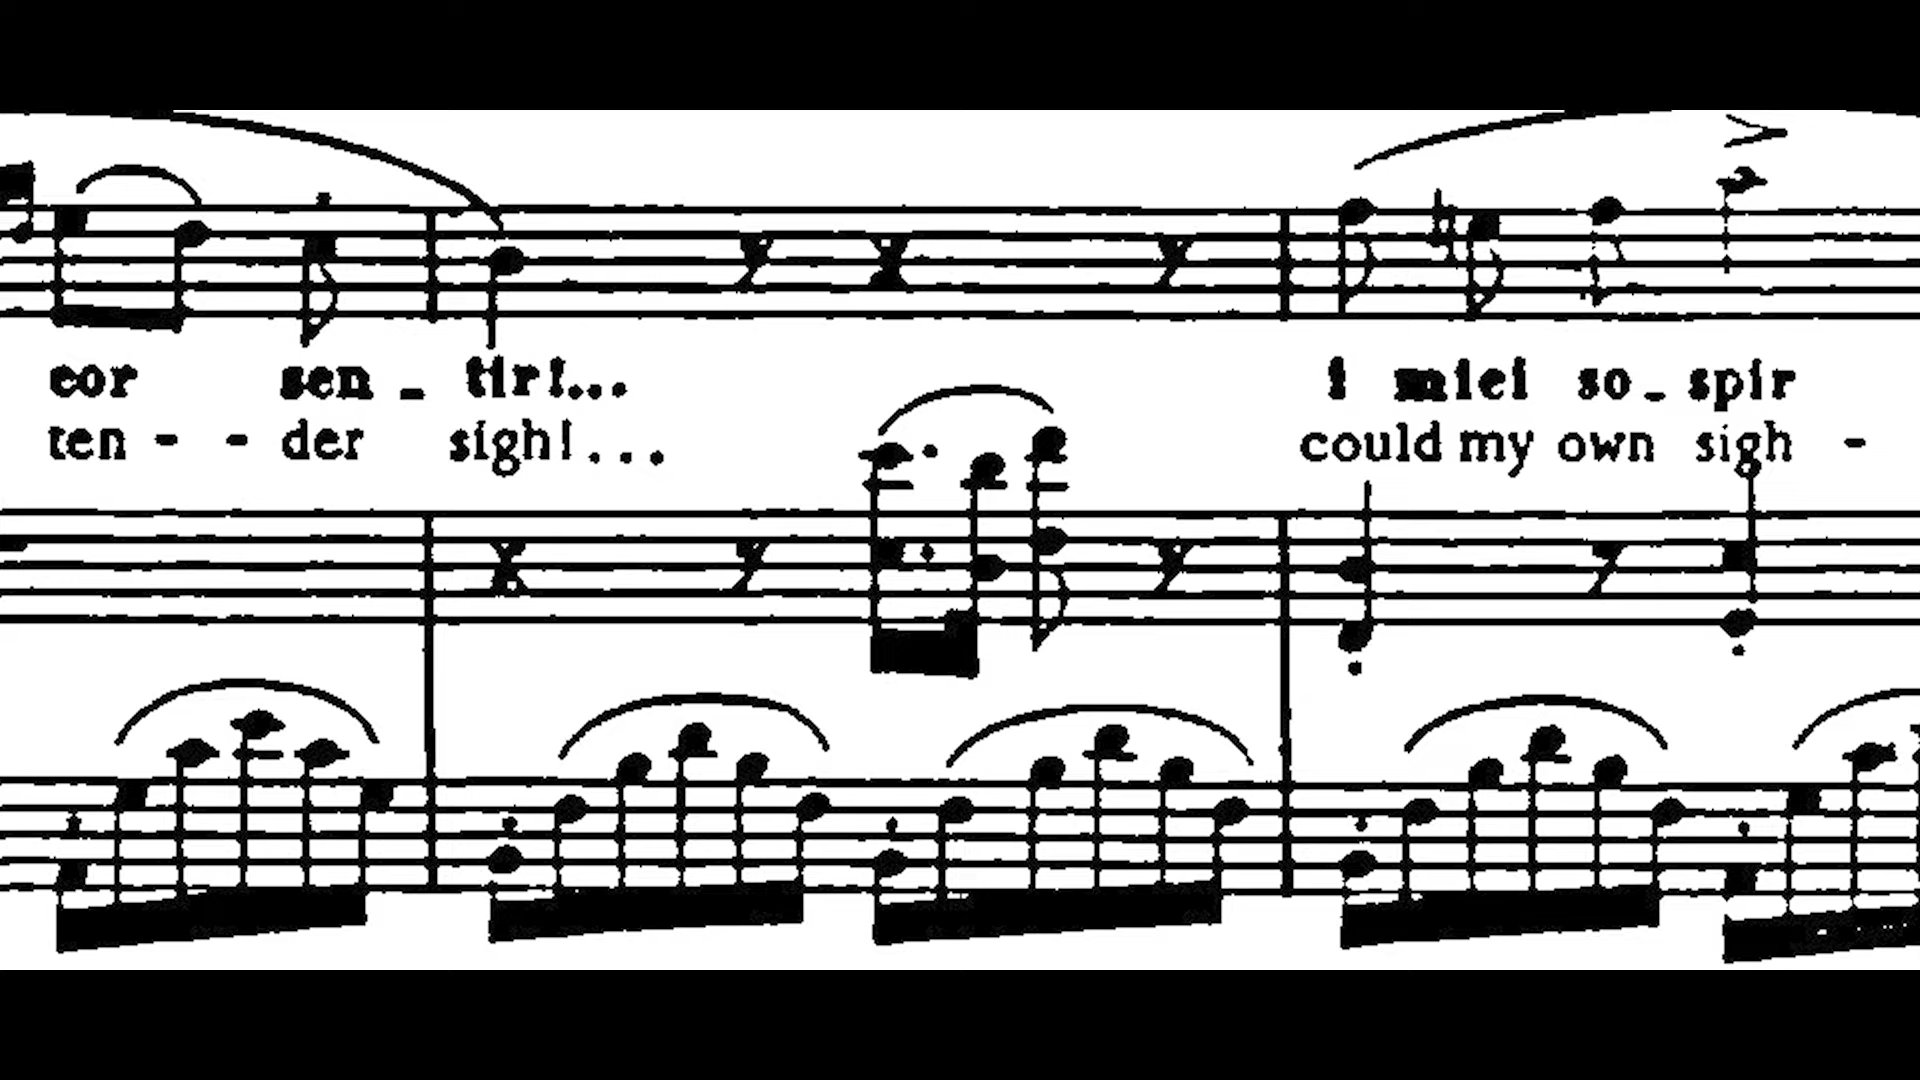 cor sen - tir!... i miei so - spir
ten - - der sigh!... could my own sigh -